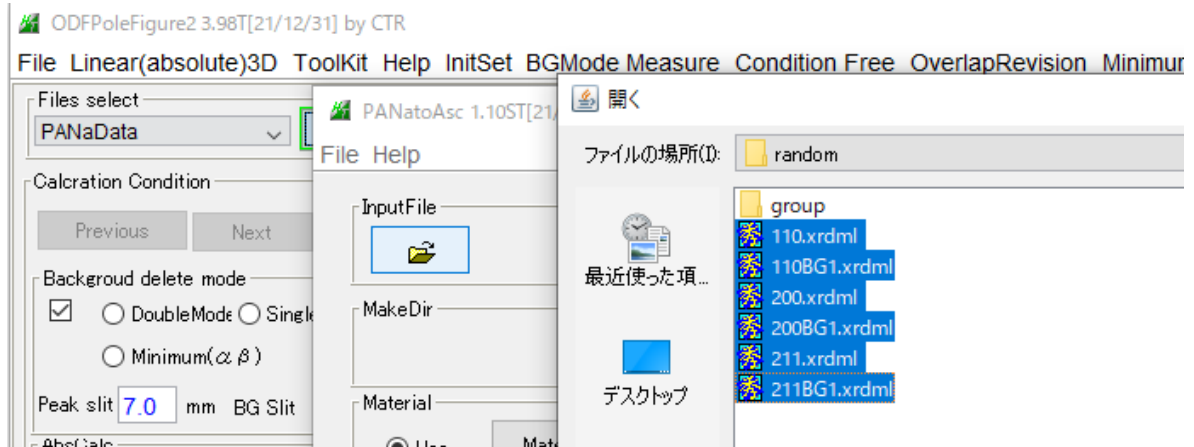 ODFPoleFigure2 3.98T[21/12/31] by CTR
File Linear(absolute)3D ToolKit Help InitSet BGMode Measure Condition Free OverlapRevision
Files select
PANaData
Calcration Condition
Previous Next
Backgroud delete mode
DoubleMode
Minimum(αβ)
Peak slit 7.0 mm BG Slit
AbsCalc
PANatoAsc 1.10ST[21/
File Help
InputFile
MakeDir
Material
開く
ファイルの場所(I):
random
最近使った項...
デスクトップ
group
110.xrdml
110BG1.xrdml
200.xrdml
200BG1.xrdml
211.xrdml
211BG1.xrdml